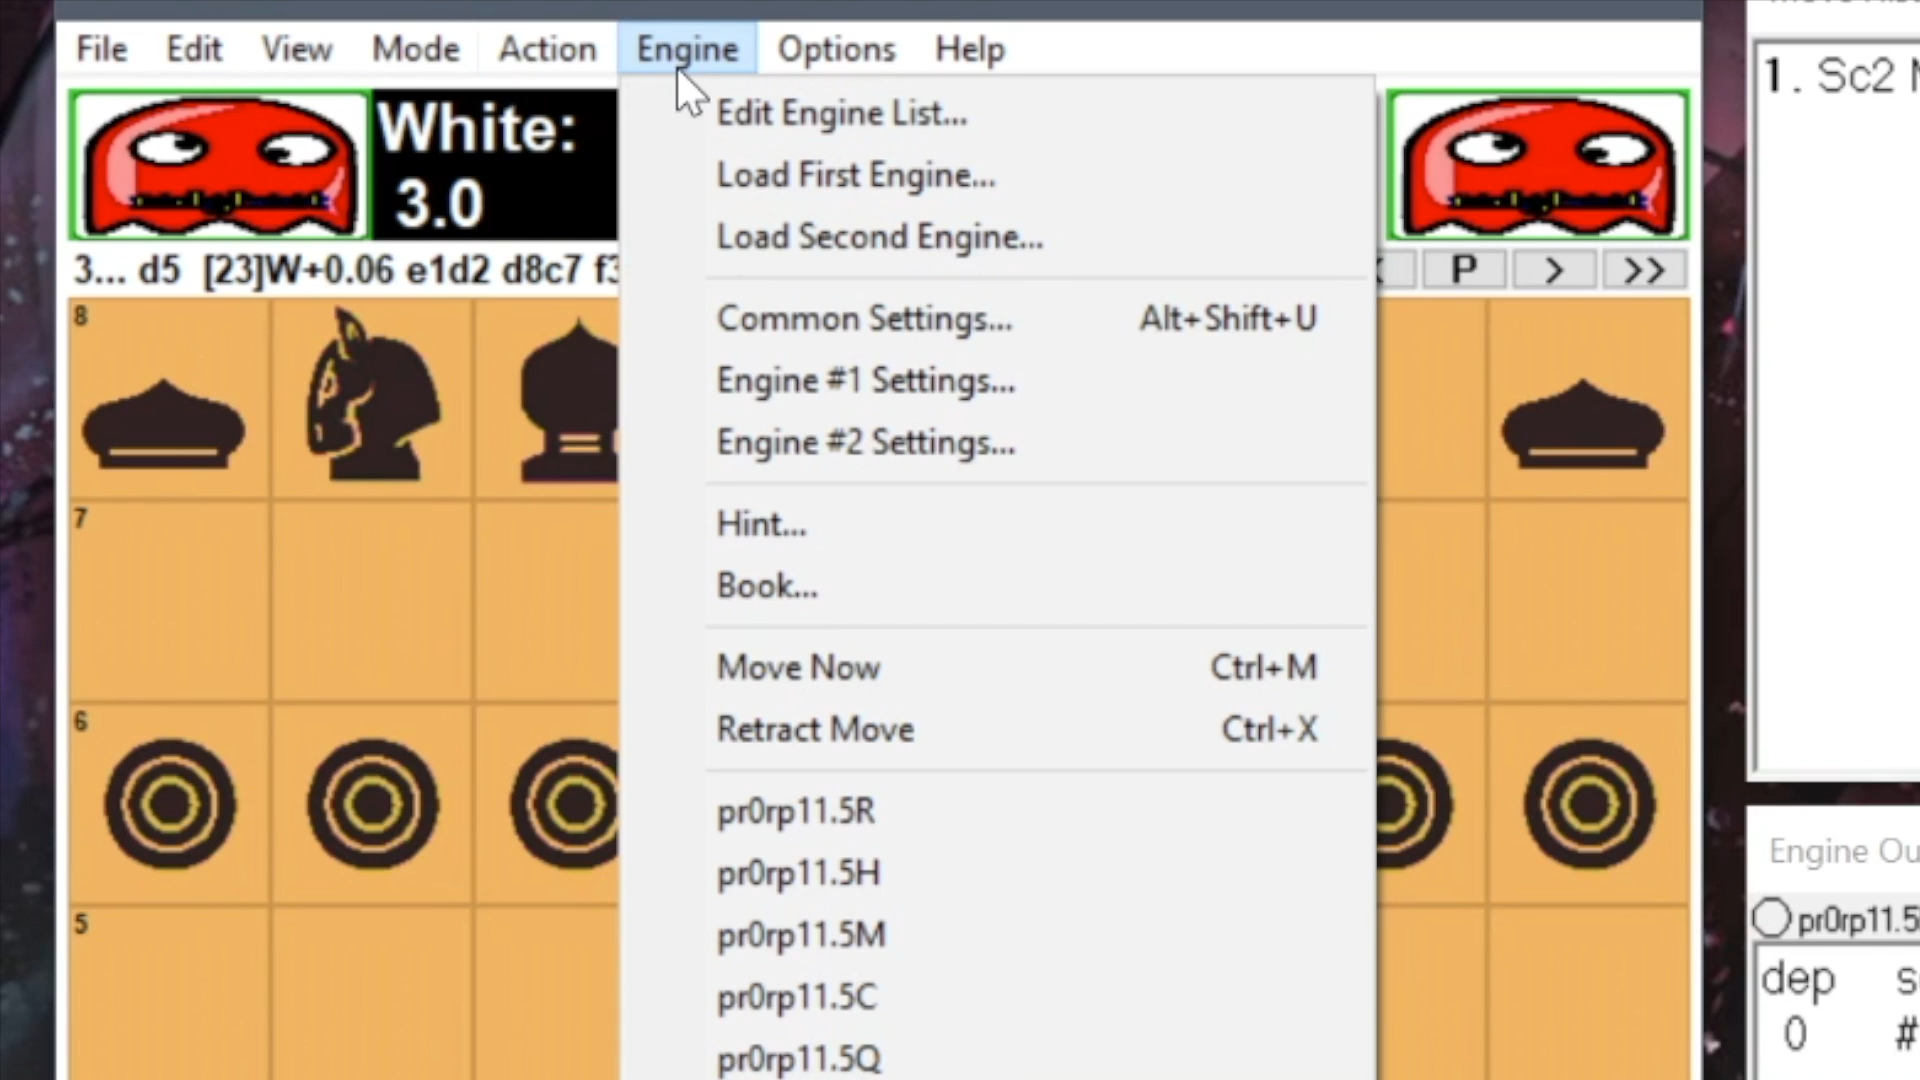 File Edit View Mode Action Engine Options Help
White:
3.0
3... d5 [23]W+0.06 e1d2 d8c7
P > >>
Edit Engine List...
Load First Engine...
Load Second Engine...
Common Settings... Alt+Shift+U
Engine #1 Settings...
Engine #2 Settings...
Hint...
Book...
Move Now Ctrl+M
Retract Move Ctrl+X
pr0rp11.5R
pr0rp11.5H
pr0rp11.5M
pr0rp11.5C
pr0rp11.5Q
8
7
6
5
1. Sc2
Engine
pr0rp11.5
dep
0 #